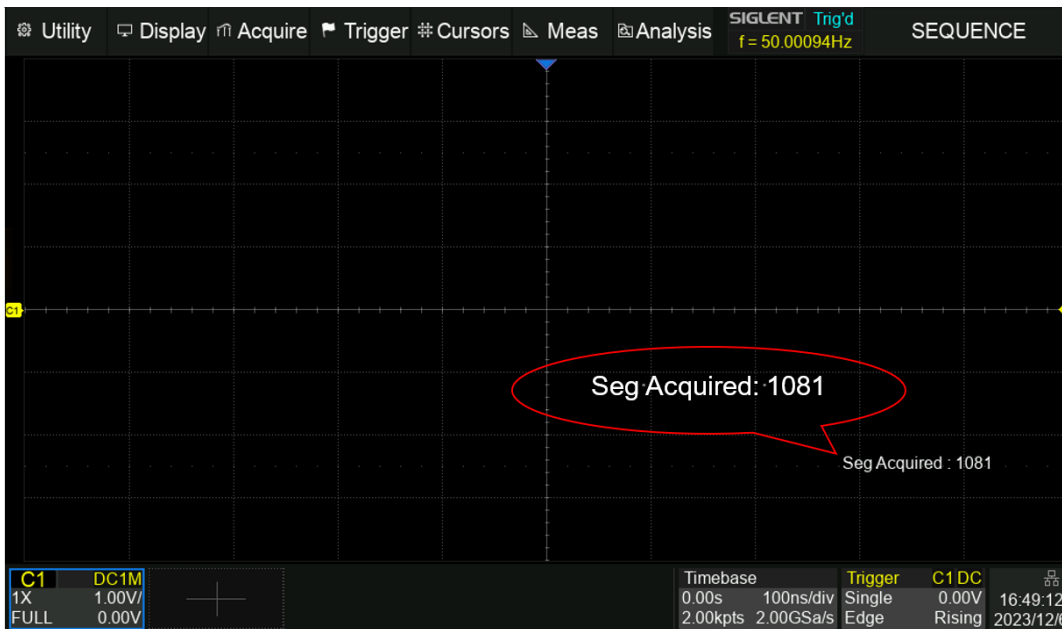 Utility Display Acquire Trigger Cursors Meas Analysis SIGLENT Trig'd SEQUENCE
f = 50.00094Hz
C1
Seg Acquired: 1081
Seg Acquired : 1081
C1 DC1M Timebase Trigger C1 DC
1X 1.00V/ 0.00s 100ns/div Single 0.00V 16:49:12
FULL 0.00V 2.00kpts 2.00GSa/s Edge Rising 2023/12/